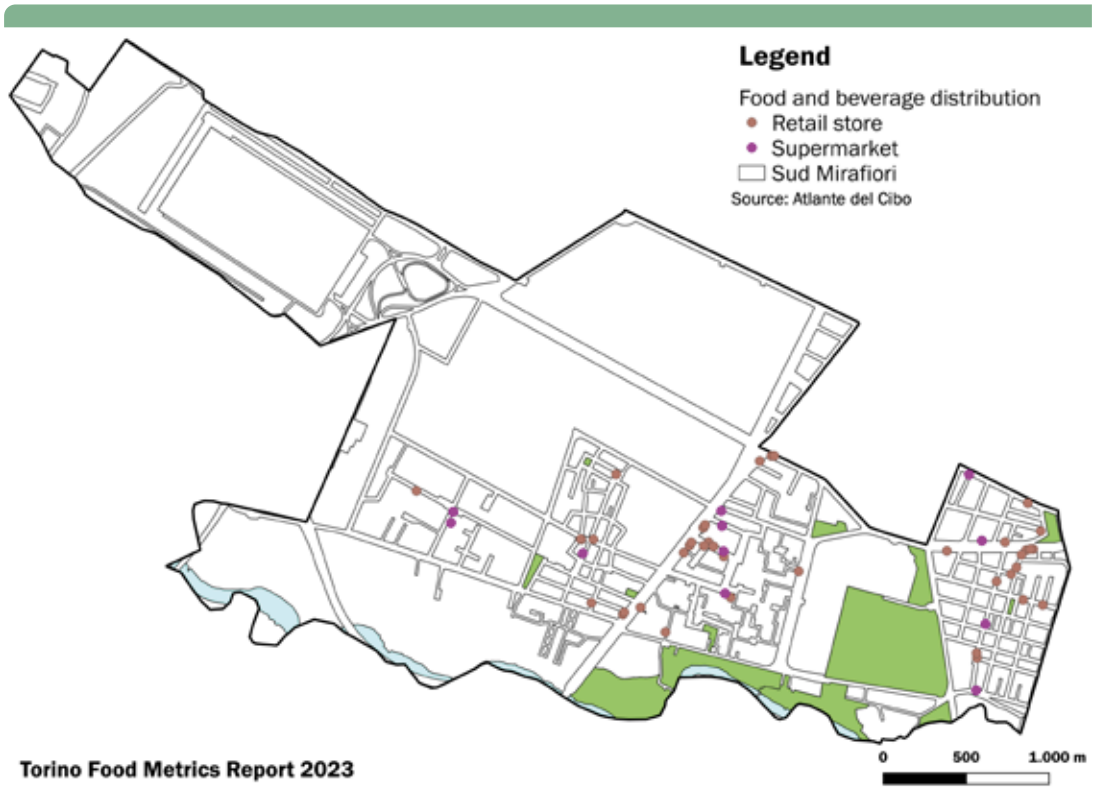 Legend
Food and beverage distribution
Retail store
Supermarket
Sud Mirafiori
Source: Atlante del Cibo
Torino Food Metrics Report 2023
0 500 1.000 m